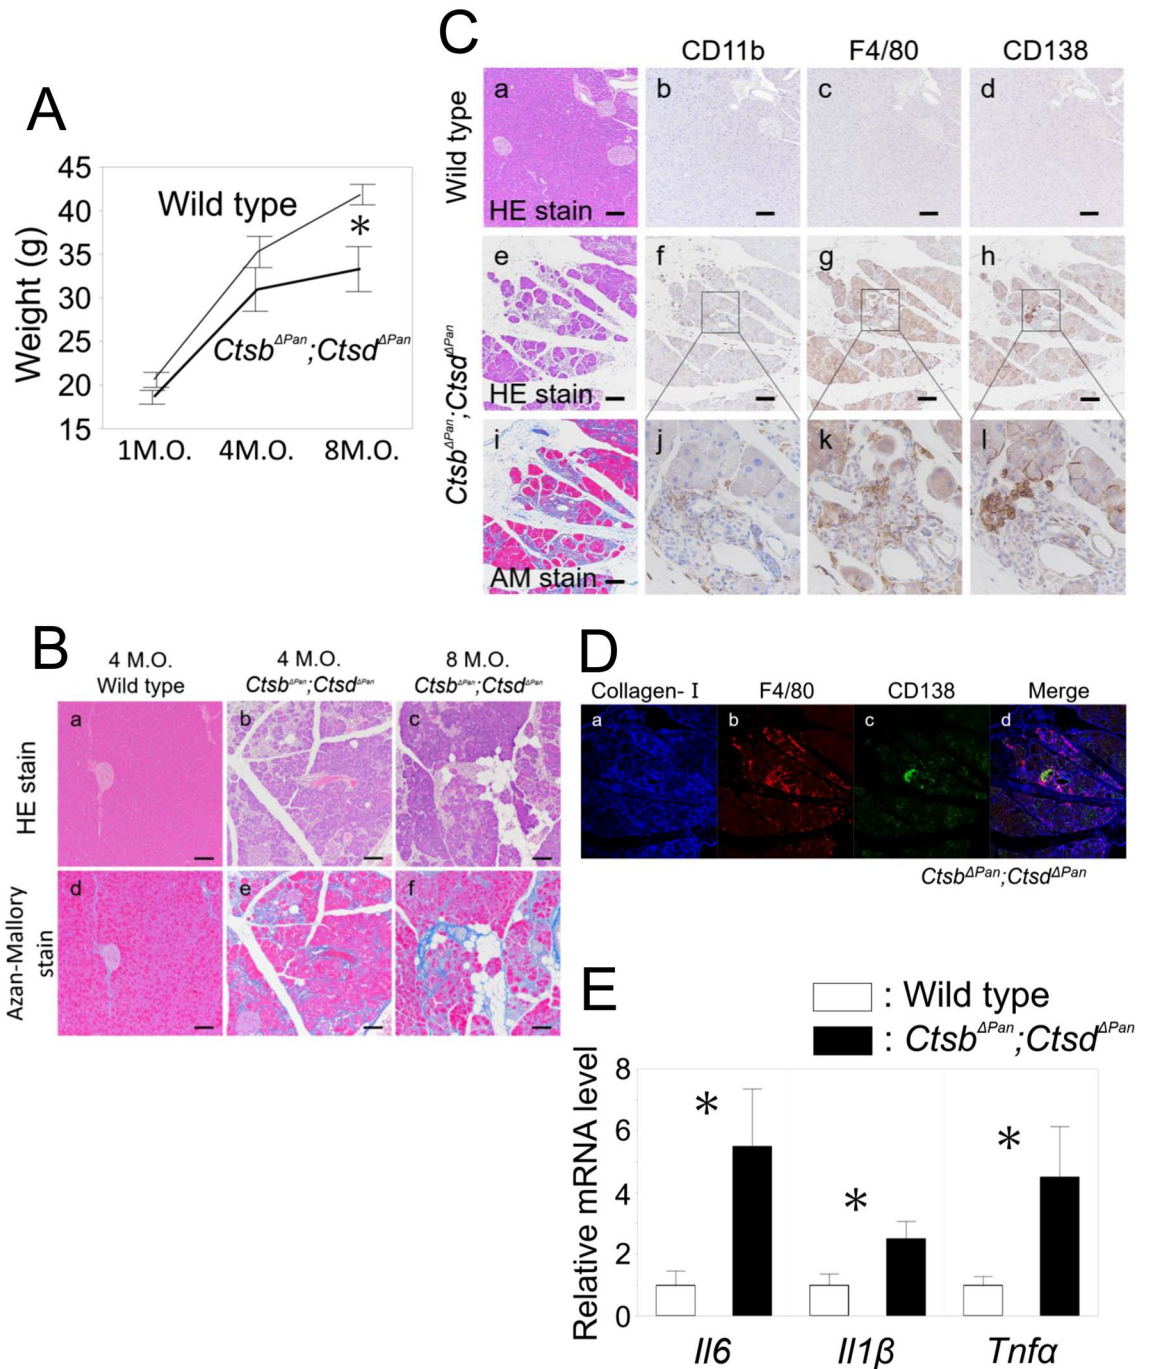 A
45
40
35
30
25
20
15
Weight (g)
Wild type
*
Ctsb^ΔPan;Ctsd^ΔPan
1M.O. 4M.O. 8M.O.
B
4 M.O.
Wild type
4 M.O.
Ctsb^ΔPan;Ctsd^ΔPan
8 M.O.
Ctsb^ΔPan;Ctsd^ΔPan
HE stain
a b c
Azan-Mallory
stain
d e f
C
CD11b F4/80 CD138
Wild type
a b c d
HE stain
Ctsb^ΔPan;Ctsd^ΔPan
e f g h
HE stain
i j k l
AM stain
D
Collagen- I F4/80 CD138 Merge
a b c d
Ctsb^ΔPan;Ctsd^ΔPan
E
: Wild type
: Ctsb^ΔPan;Ctsd^ΔPan
Relative mRNA level
8
6
4
2
0
* * *
Il6 Il1β Tnfα